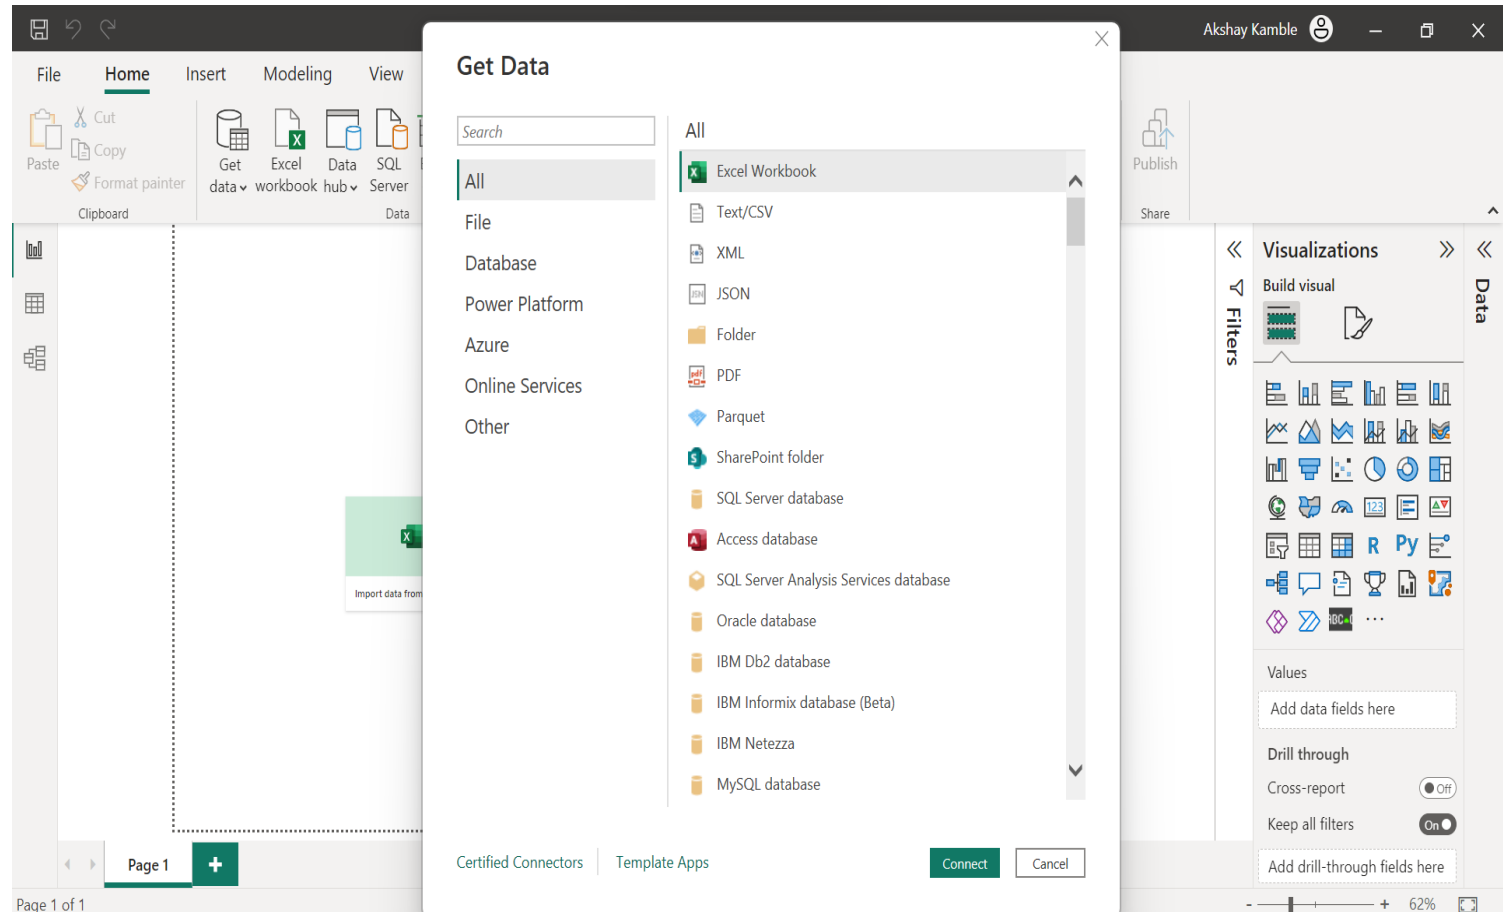 Akshay Kamble
File Home Insert Modeling View
Paste
Cut
Copy
Format painter
Clipboard
Get data
Excel workbook
Data hub
SQL Server
Data
Publish
Share
Import data from
Page 1
Page 1 of 1
Get Data
Search
All
File
Database
Power Platform
Azure
Online Services
Other
All
Excel Workbook
Text/CSV
XML
JSON
Folder
PDF
Parquet
SharePoint folder
SQL Server database
Access database
SQL Server Analysis Services database
Oracle database
IBM Db2 database
IBM Informix database (Beta)
IBM Netezza
MySQL database
Certified Connectors
Template Apps
Connect
Cancel
Filters
Visualizations
Build visual
123
R
Py
Values
Add data fields here
Drill through
Cross-report
Off
Keep all filters
On
Add drill-through fields here
Data
- + 62%